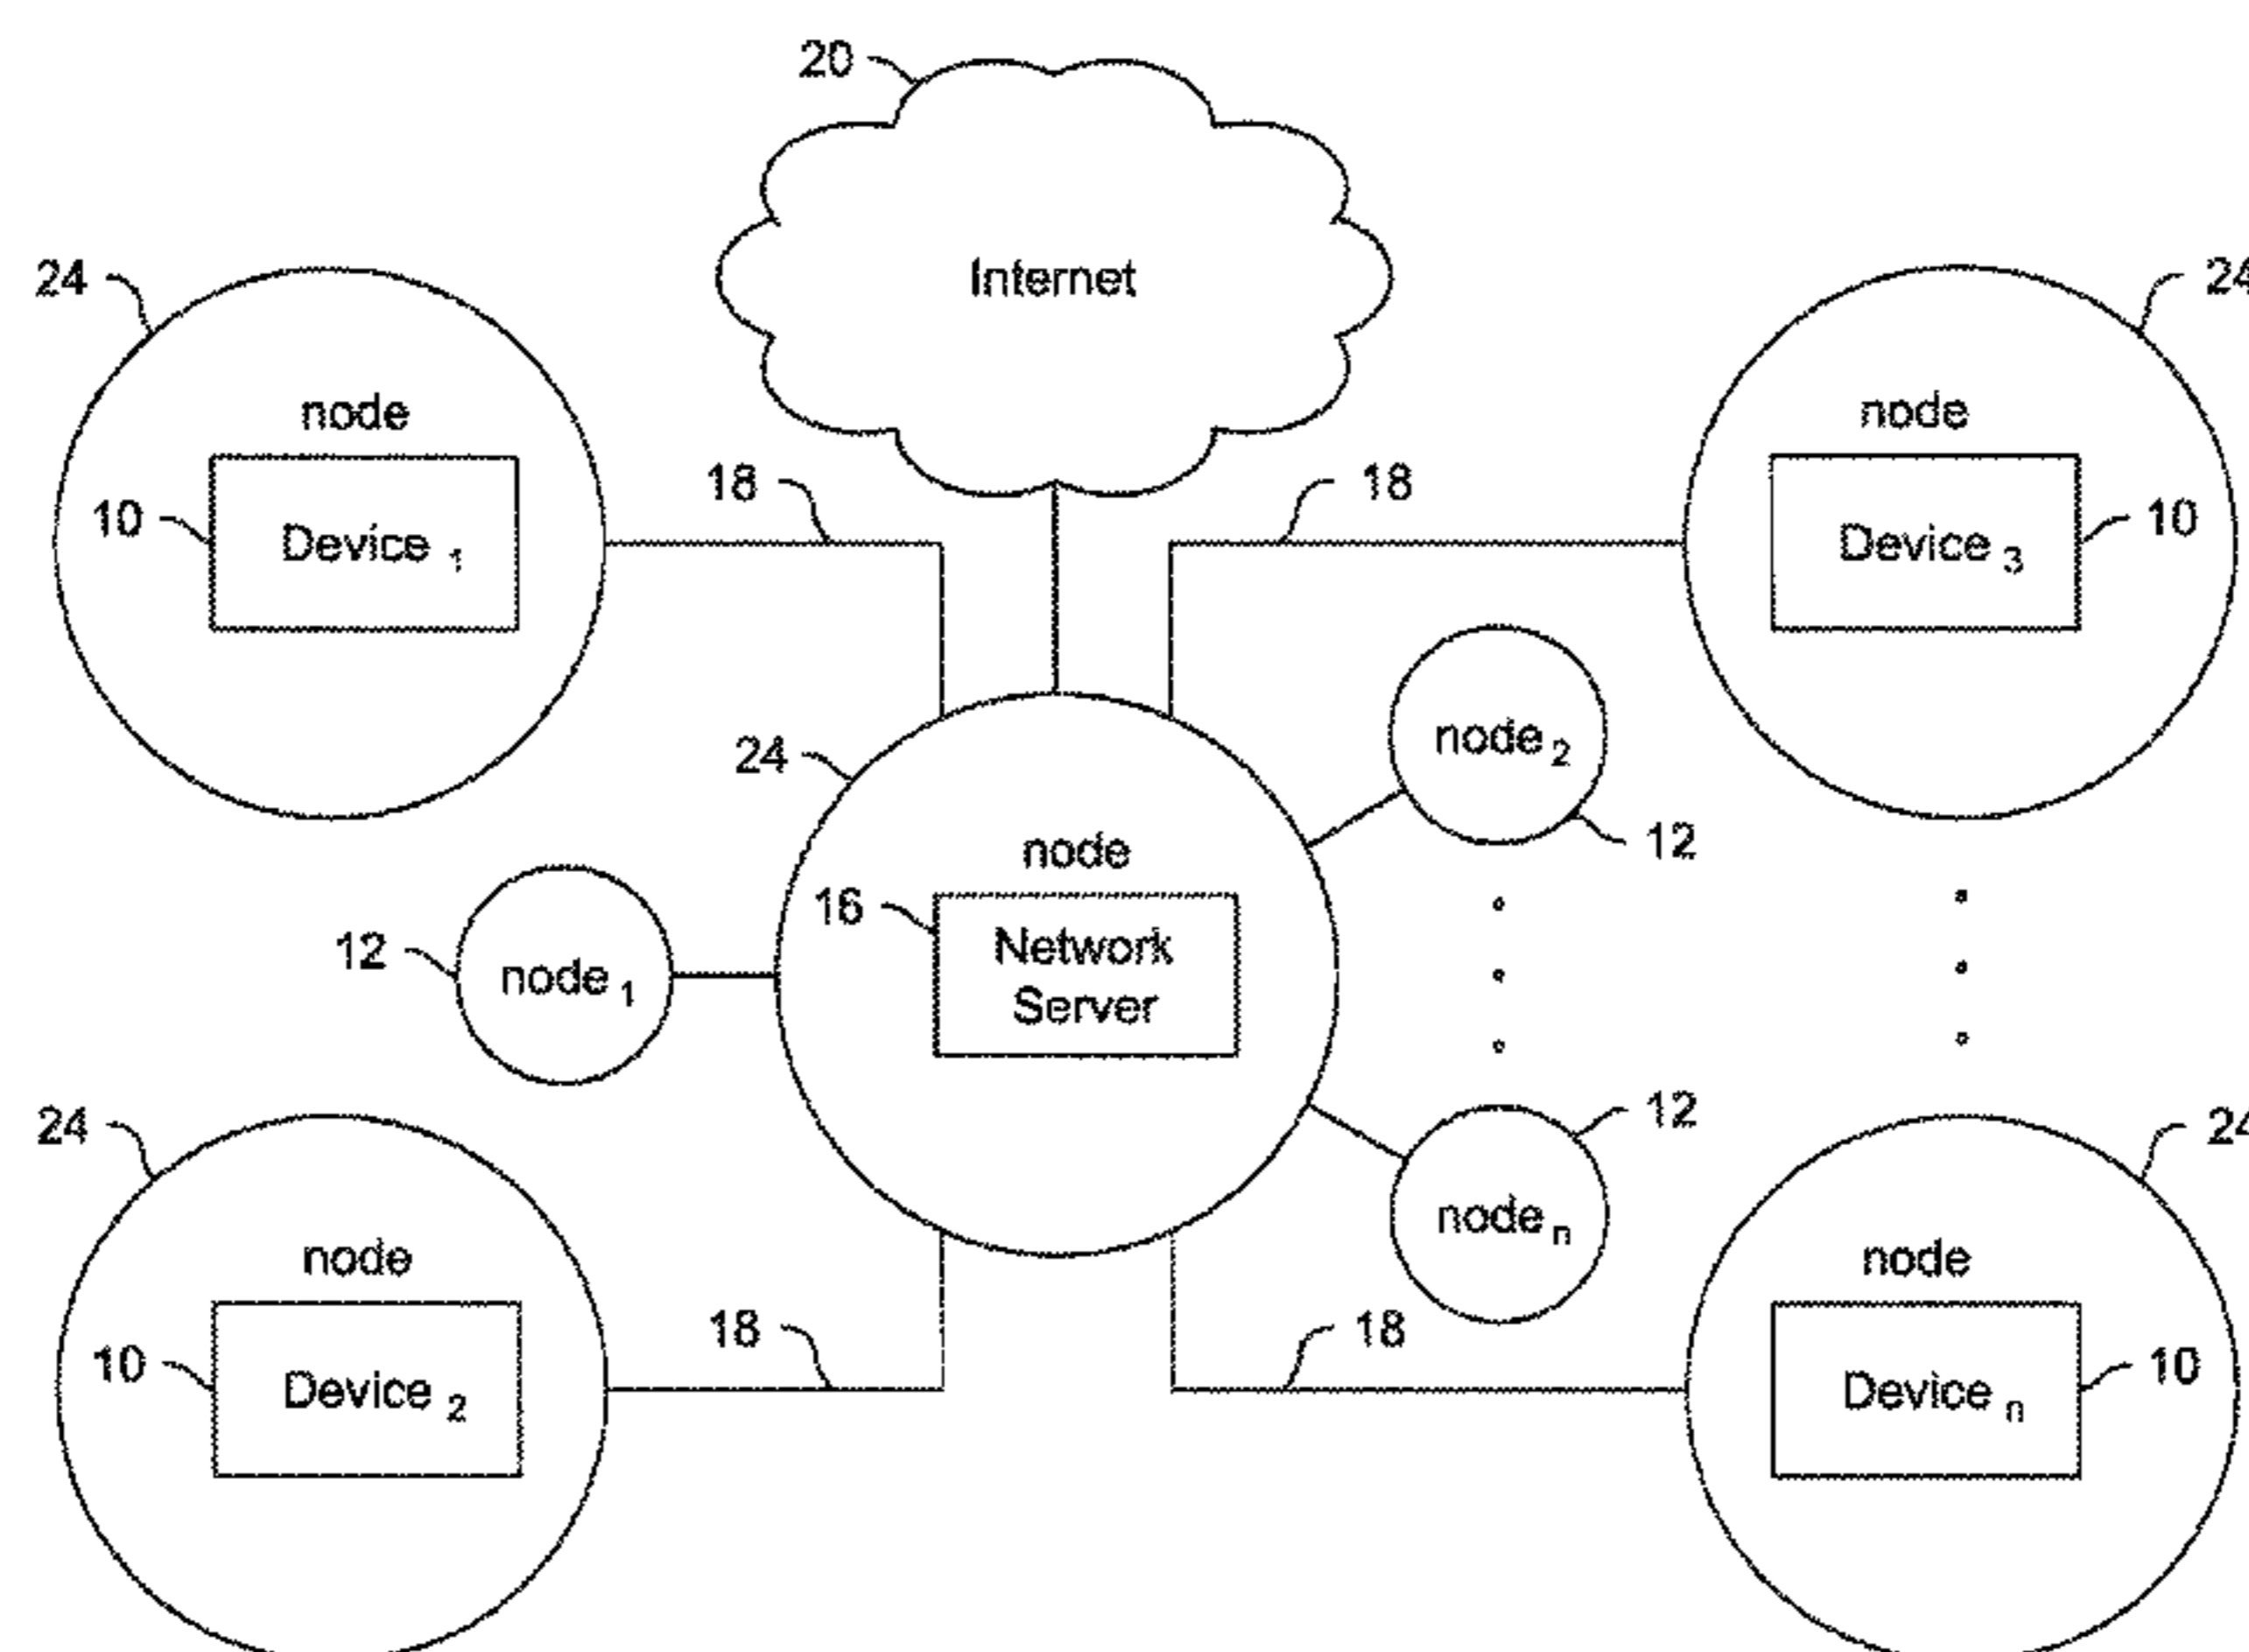 20
Internet
24
24
node
node
18
18
10
Device 1
Device 3
10
24
node 2
node
12
16
Network
Server
12
node 1
24
12
24
node n
node
node
18
18
10
Device 2
Device n
10